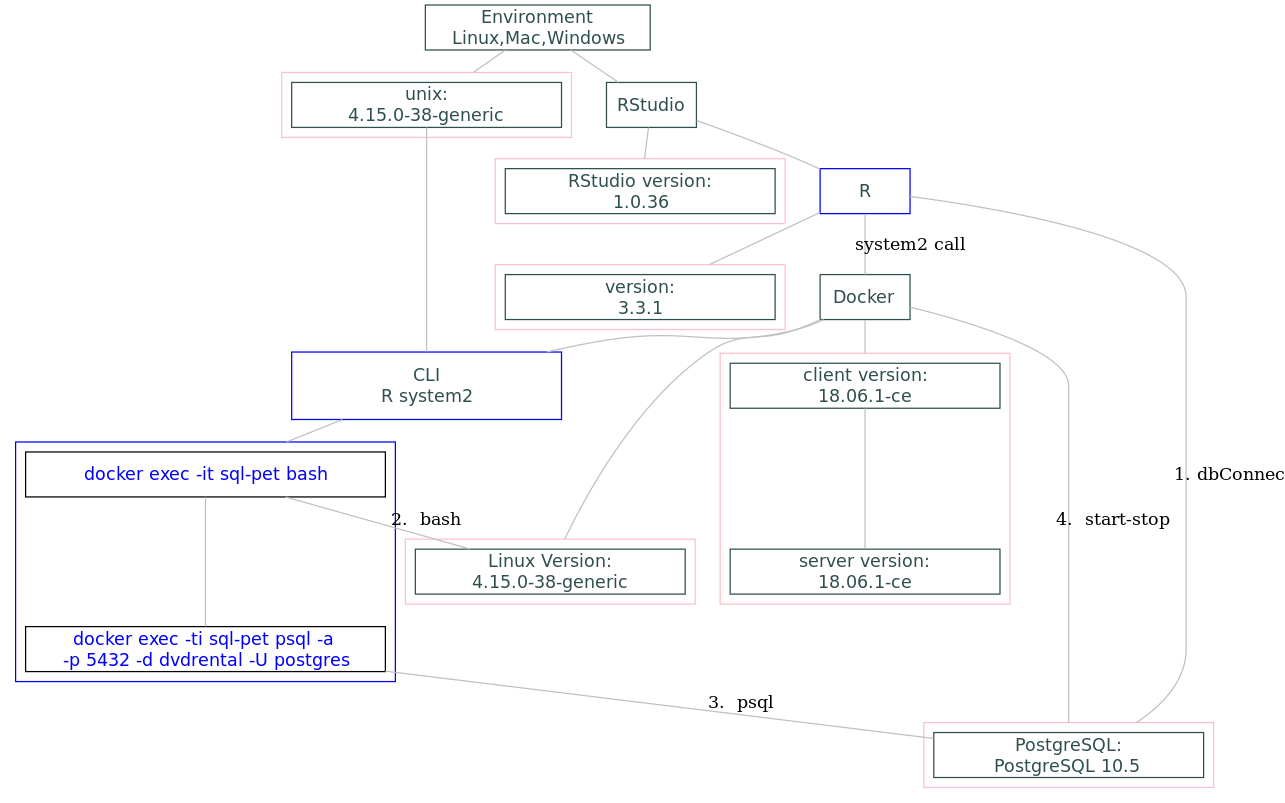 Environment
Linux,Mac,Windows
unix:
4.15.0-38-generic
RStudio
RStudio version:
1.0.36
R
system2 call
version:
3.3.1
Docker
CLI
R system2
client version:
18.06.1-ce
docker exec -it sql-pet bash
1. dbConnec
2.  bash
4.  start-stop
Linux Version:
4.15.0-38-generic
server version:
18.06.1-ce
docker exec -ti sql-pet psql -a
-p 5432 -d dvdrental -U postgres
3.  psql
PostgreSQL:
PostgreSQL 10.5